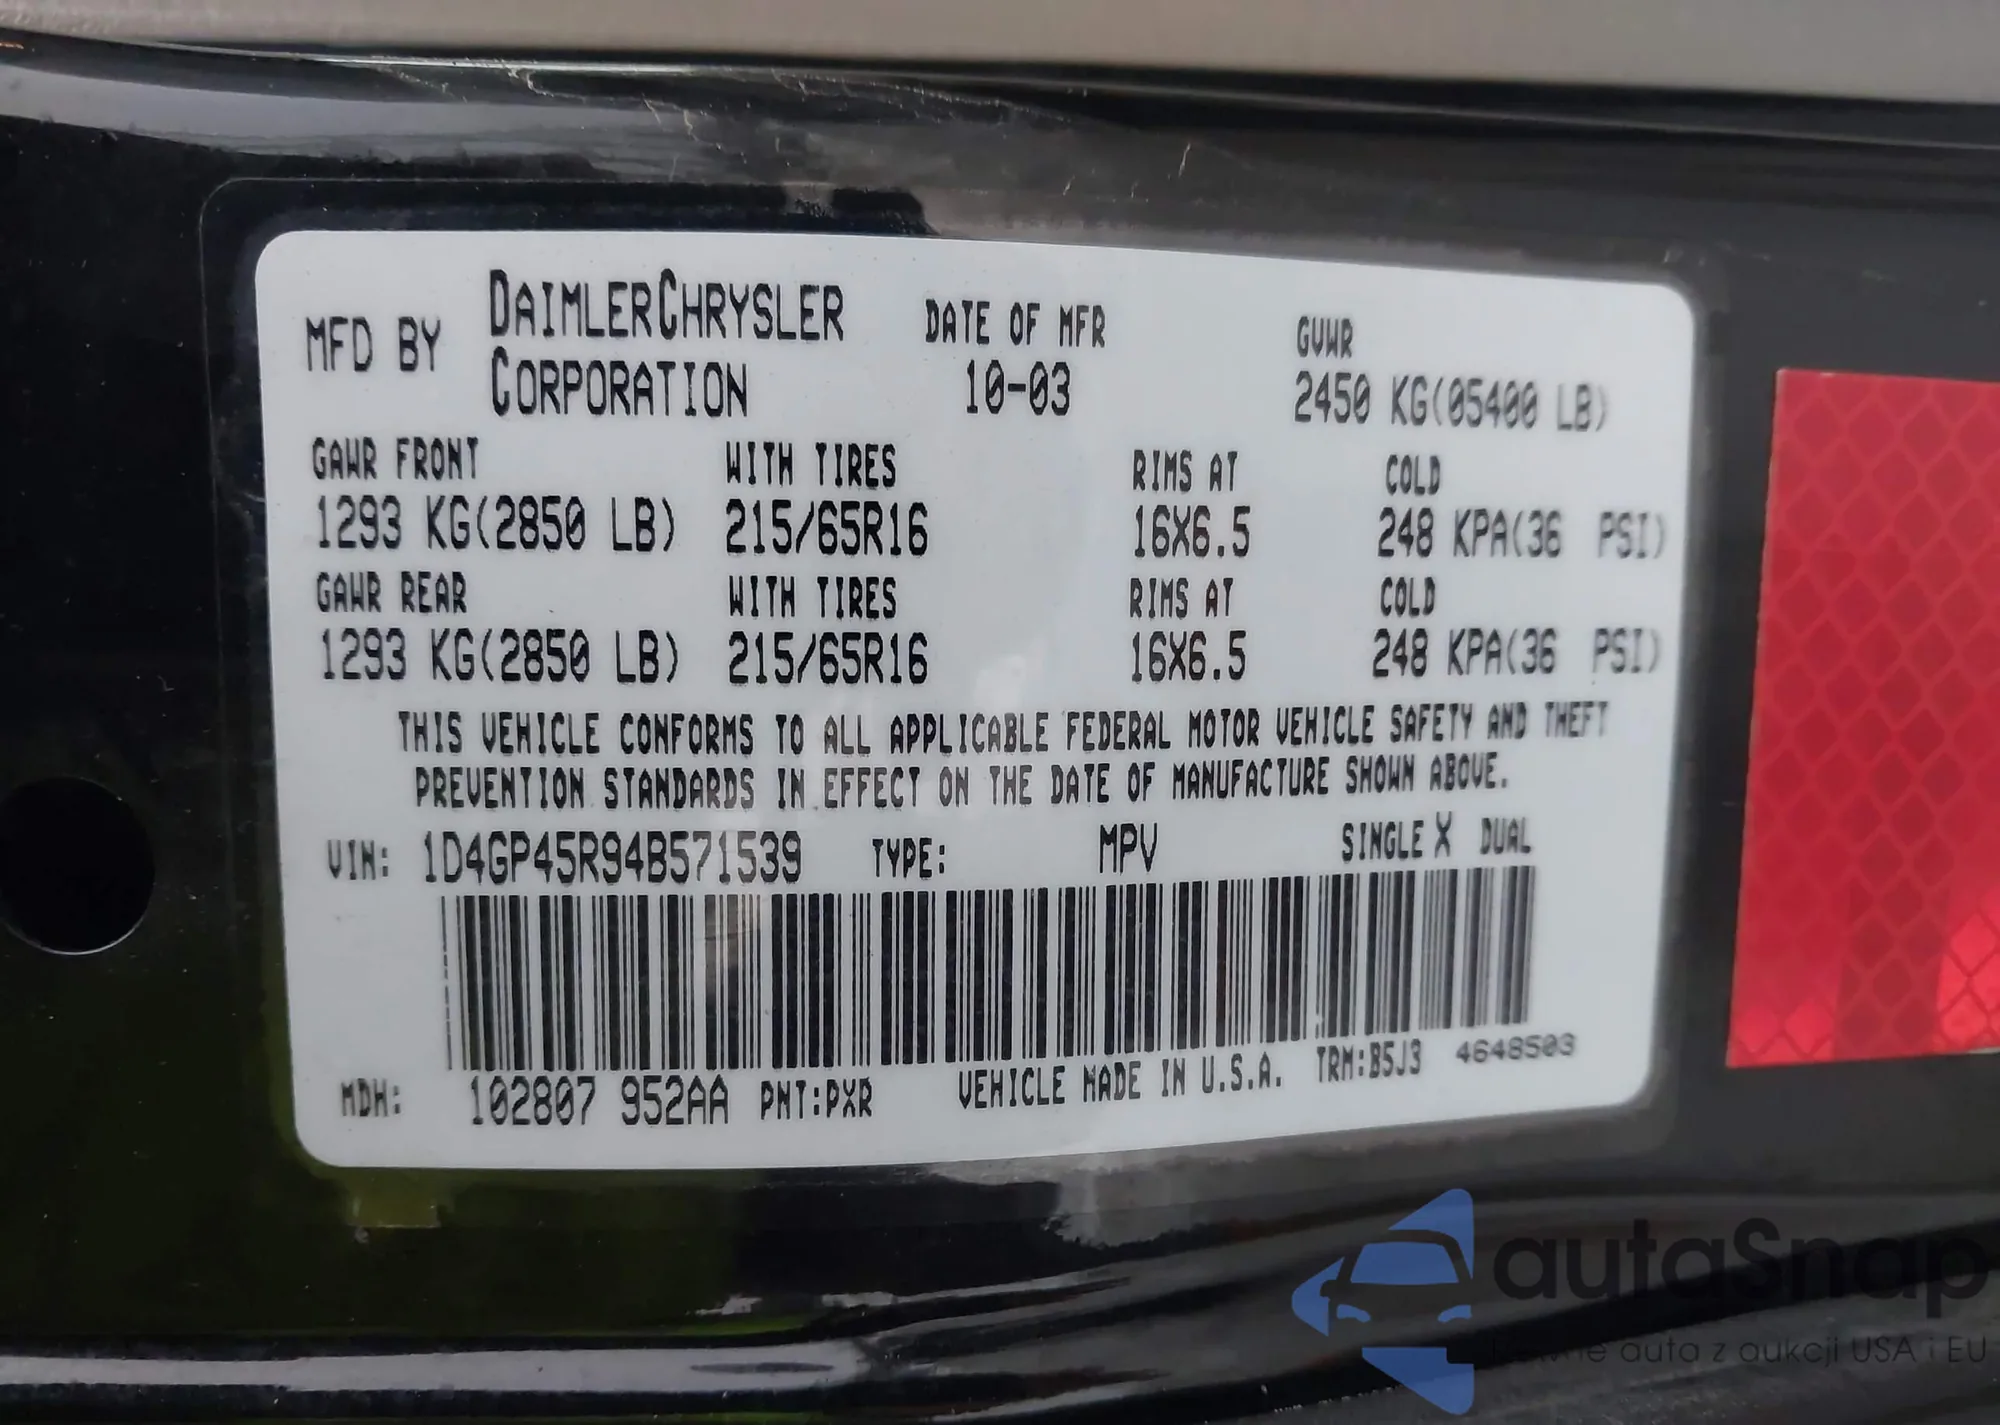 MFD BY DAIMLERCHRYSLER CORPORATION DATE OF MFR 10-03 GVWR 2450 KG(05400 LB)
GAWR FRONT WITH TIRES RIMS AT COLD
1293 KG(2850 LB) 215/65R16 16X6.5 248 KPA(36 PSI)
GAWR REAR WITH TIRES RIMS AT COLD
1293 KG(2850 LB) 215/65R16 16X6.5 248 KPA(36 PSI)
THIS VEHICLE CONFORMS TO ALL APPLICABLE FEDERAL MOTOR VEHICLE SAFETY AND THEFT
PREVENTION STANDARDS IN EFFECT ON THE DATE OF MANUFACTURE SHOWN ABOVE.
VIN: 1D4GP45R94B571539 TYPE: MPV SINGLE X DUAL
MDH: 102807 952AA PNT:PXR VEHICLE MADE IN U.S.A. TRM:B5J3 4648503
autaSnap
auta z aukcji USA i EU